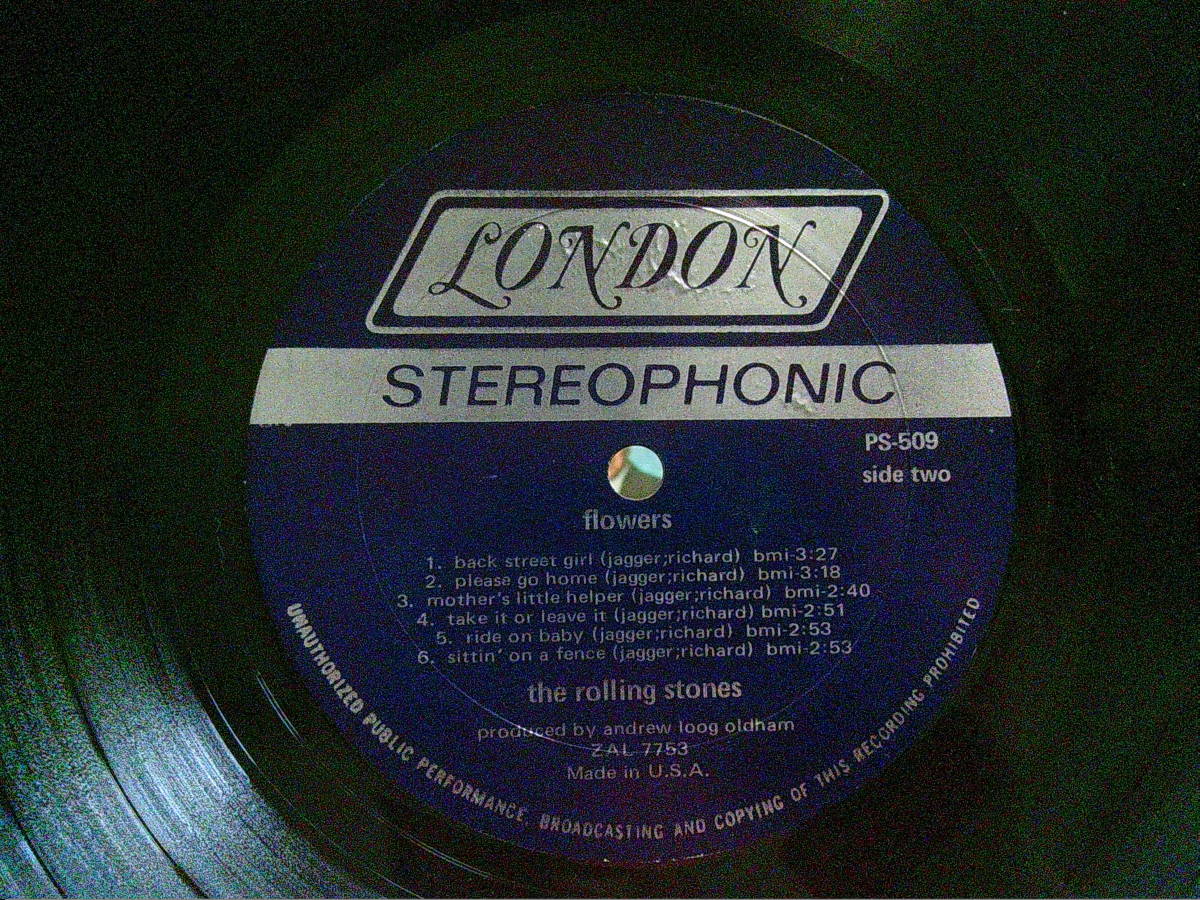 LONDON
STEREOPHONIC
PS-509
side two
flowers
1. back street girl (jagger;richard) bmi-3:27
2. please go home (jagger;richard) bmi-3:18
3. mother's little helper (jagger;richard) bmi-2:40
4. take it or leave it (jagger;richard) bmi-2:51
5. ride on baby (jagger;richard) bmi-2:53
6. sittin' on a fence (jagger;richard) bmi-2:53
the rolling stones
produced by andrew loog oldham
ZAL 7753
Made in U.S.A.
UNAUTHORIZED PUBLIC PERFORMANCE, BROADCASTING AND COPYING OF THIS RECORDING PROHIBITED